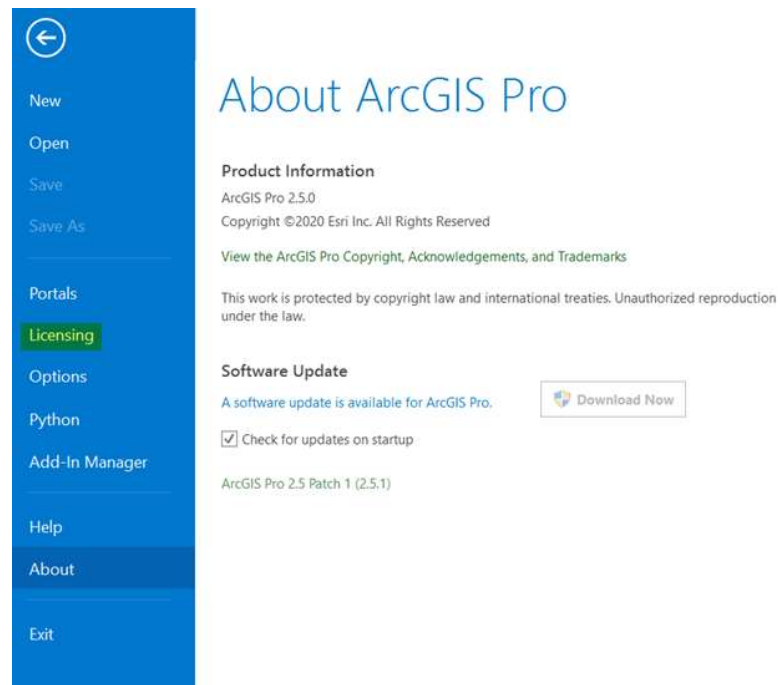 New
Open
Save
Save As
Portals
Licensing
Options
Python
Add-In Manager
Help
About
Exit
About ArcGIS Pro
Product Information
ArcGIS Pro 2.5.0
Copyright ©2020 Esri Inc. All Rights Reserved
View the ArcGIS Pro Copyright, Acknowledgements, and Trademarks
This work is protected by copyright law and international treaties. Unauthorized reproduction
under the law.
Software Update
A software update is available for ArcGIS Pro.
Download Now
Check for updates on startup
ArcGIS Pro 2.5 Patch 1 (2.5.1)